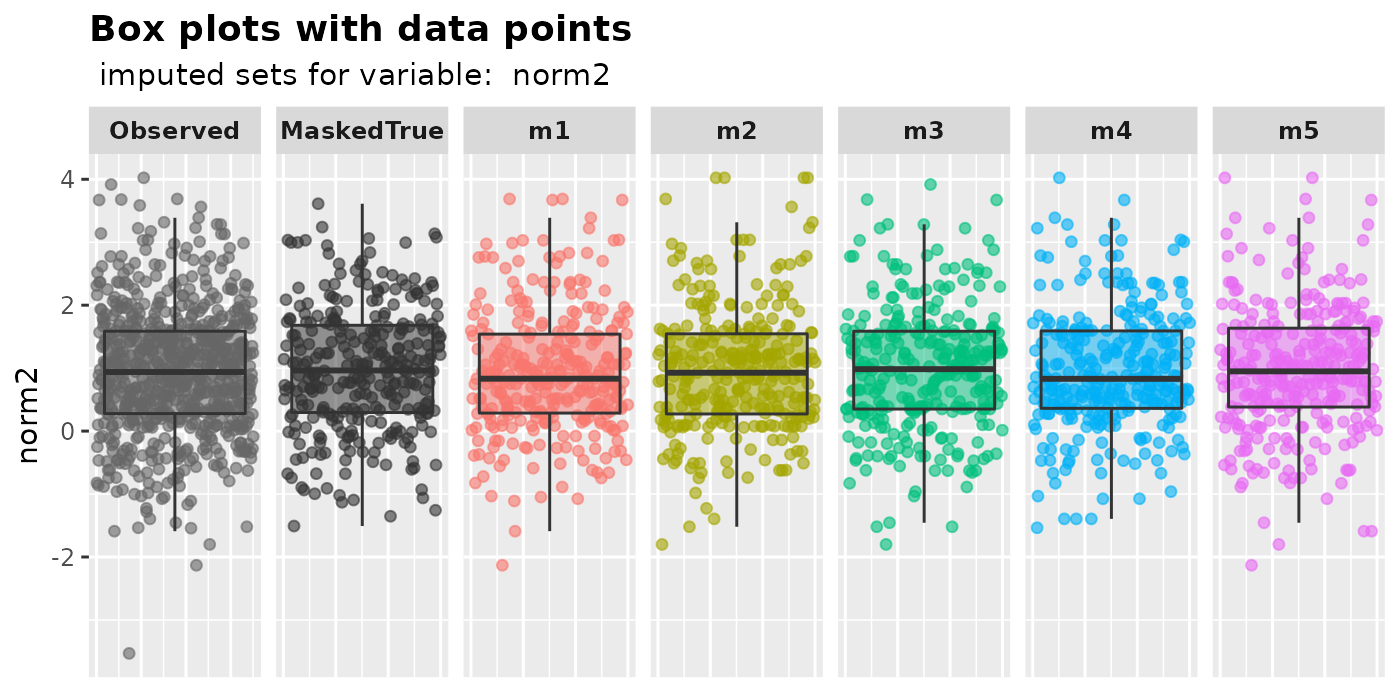 Box plots with data points
imputed sets for variable:  norm2
Observed MaskedTrue m1 m2 m3 m4 m5
norm2
4
2
0
-2